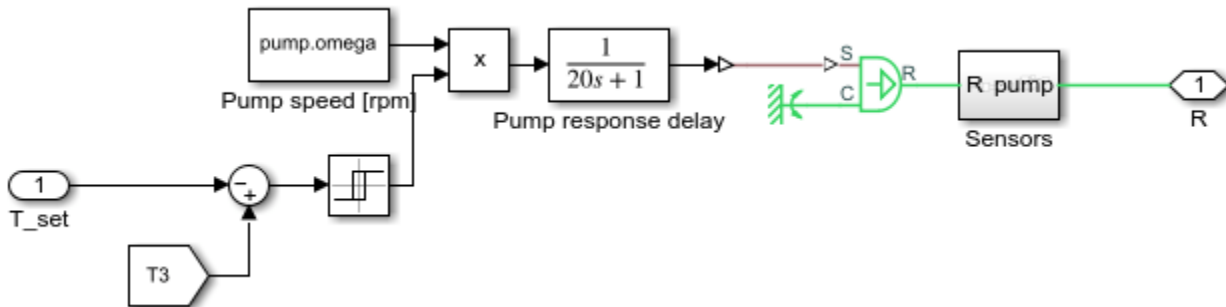 pump.omega
Pump speed [rpm]
x
1
20s + 1
Pump response delay
S
C
R
R pump
Sensors
1
R
1
T_set
−
+
T3